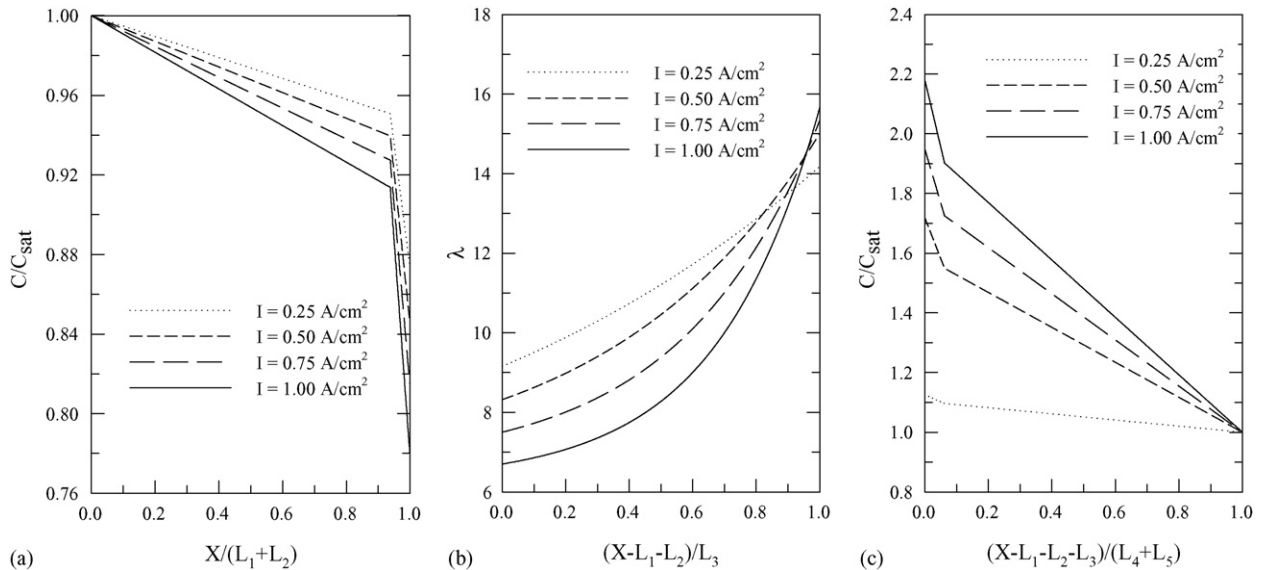 1.00
0.96
0.92
0.88
0.84
0.80
0.76
C/Csat
I = 0.25 A/cm²
I = 0.50 A/cm²
I = 0.75 A/cm²
I = 1.00 A/cm²
0.0 0.2 0.4 0.6 0.8 1.0
(a) X/(L₁+L₂)
18
16
14
12
10
8
6
λ
I = 0.25 A/cm²
I = 0.50 A/cm²
I = 0.75 A/cm²
I = 1.00 A/cm²
0.0 0.2 0.4 0.6 0.8 1.0
(b) (X-L₁-L₂)/L₃
2.4
2.2
2.0
1.8
1.6
1.4
1.2
1.0
0.8
C/Csat
I = 0.25 A/cm²
I = 0.50 A/cm²
I = 0.75 A/cm²
I = 1.00 A/cm²
0.0 0.2 0.4 0.6 0.8 1.0
(c) (X-L₁-L₂-L₃)/(L₄+L₅)